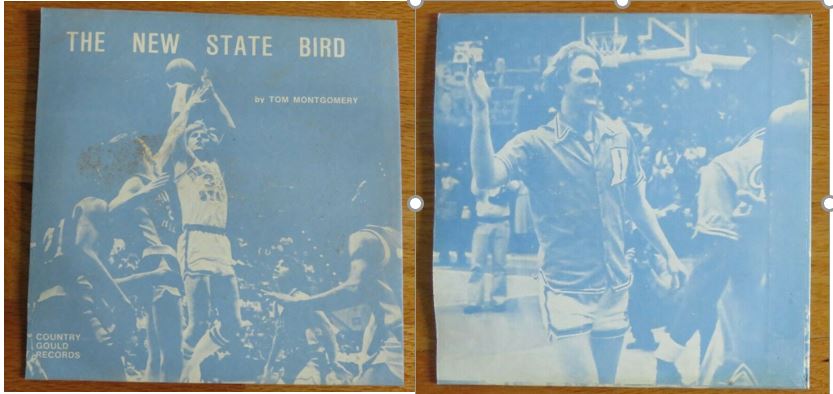 THE NEW STATE BIRD
by TOM MONTGOMERY
COUNTRY
GOULD
RECORDS